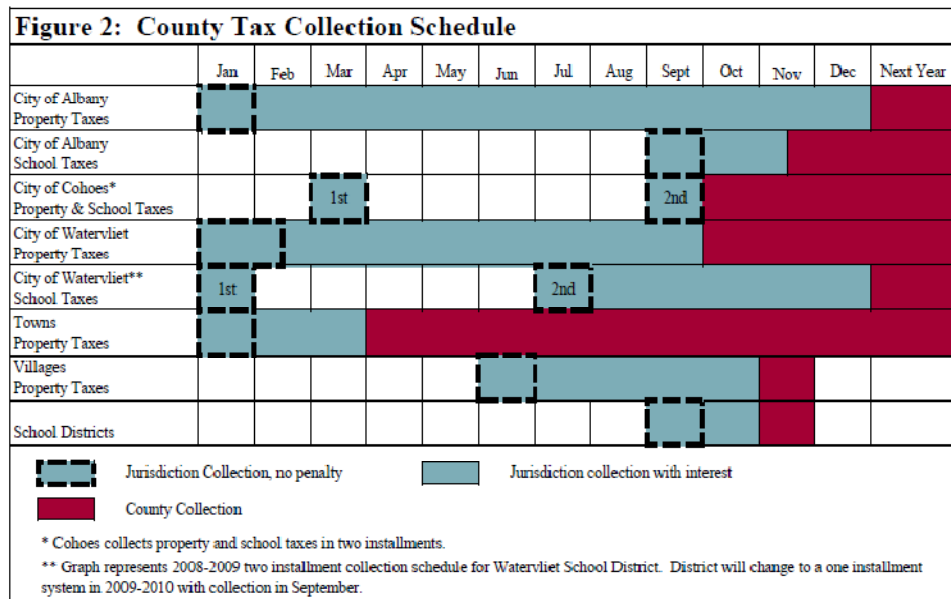 Figure 2: County Tax Collection Schedule
Jan Feb Mar Apr May Jun Jul Aug Sept Oct Nov Dec Next Year
City of Albany
Property Taxes
City of Albany
School Taxes
City of Cohoes*
Property & School Taxes
1st 2nd
City of Watervliet
Property Taxes
City of Watervliet**
School Taxes
1st 2nd
Towns
Property Taxes
Villages
Property Taxes
School Districts
Jurisdiction Collection, no penalty
Jurisdiction collection with interest
County Collection
* Cohoes collects property and school taxes in two installments.
** Graph represents 2008-2009 two installment collection schedule for Watervliet School District. District will change to a one installment
system in 2009-2010 with collection in September.